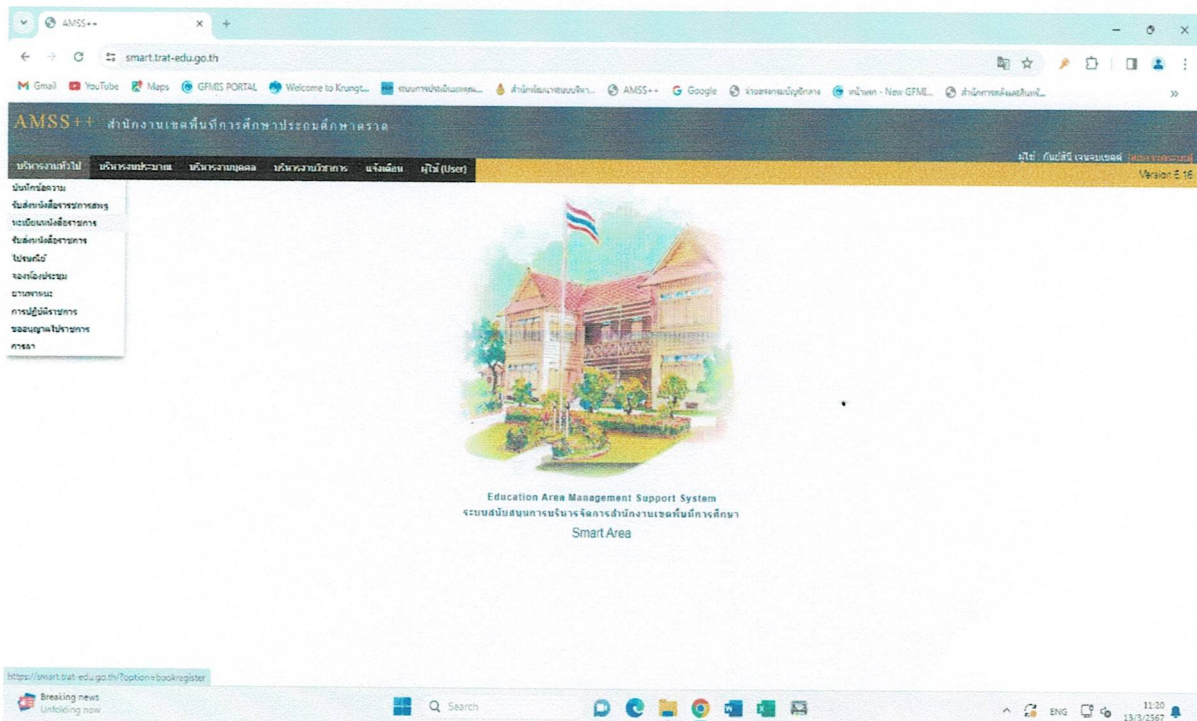 AMSS++
smart.trat-edu.go.th
Gmail YouTube Maps GFMIS PORTAL Welcome to Krungt... AMSS++ Google หน้าแรก - New GFMI...
AMSS++ สำนักงานเขตพื้นที่การศึกษาประถมศึกษาตราด
ผู้ใช้
บริหารงานทั่วไป บริหารงบประมาณ บริหารงานบุคคล บริหารงานวิชาการ แจ้งเตือน ผู้ใช้ (User)
Version 5.16
บันทึกข้อความ
รับส่งหนังสือราชการสพฐ
ทะเบียนหนังสือราชการ
รับส่งหนังสือราชการ
ไปรษณีย์
จองห้องประชุม
ยานพาหนะ
การปฏิบัติราชการ
ขออนุญาตไปราชการ
การลา
Education Area Management Support System
ระบบสนับสนุนการบริหารจัดการสำนักงานเขตพื้นที่การศึกษา
Smart Area
https://smart.trat-edu.go.th/?option=bookregister
Breaking news
Unfolding now
Search
ENG
11:20
13/3/2567